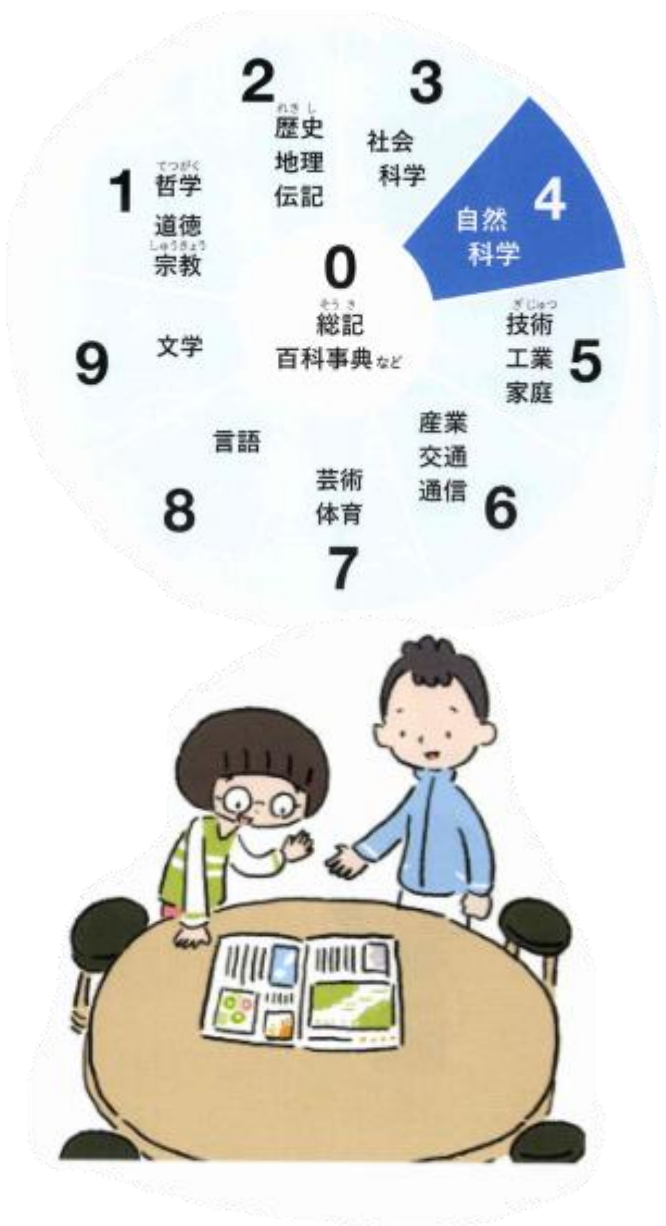 0
総記
そうき
百科事典など
1
哲学
てつがく
道徳
宗教
しゅうきょう
2
歴史
れきし
地理
伝記
3
社会
科学
4
自然
科学
5
技術
ぎじゅつ
工業
家庭
6
産業
交通
通信
7
芸術
体育
8
言語
9
文学